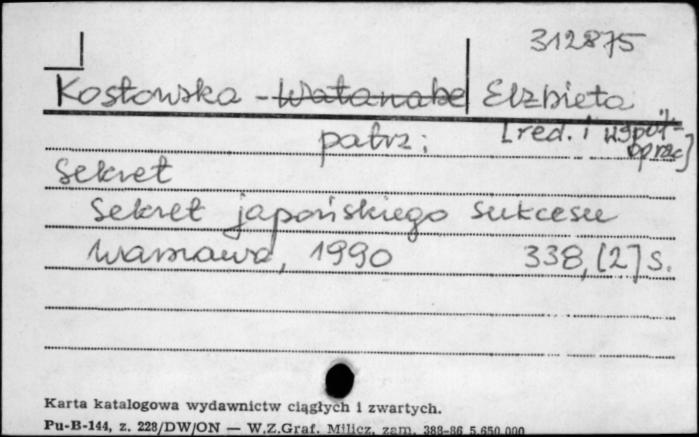 312875
Kostowska - Watanabe Elżbieta
[red. i współ-
oprac]
patrz:
Sekret
Sekret japońskiego sukcesu
Warszawa, 1990 338, [2] s.
Karta katalogowa wydawnictw ciągłych i zwartych.
Pu-B-144, z. 228/DW/ON — W.Z.Graf. Milicz, zam. 388-86 5.650.000